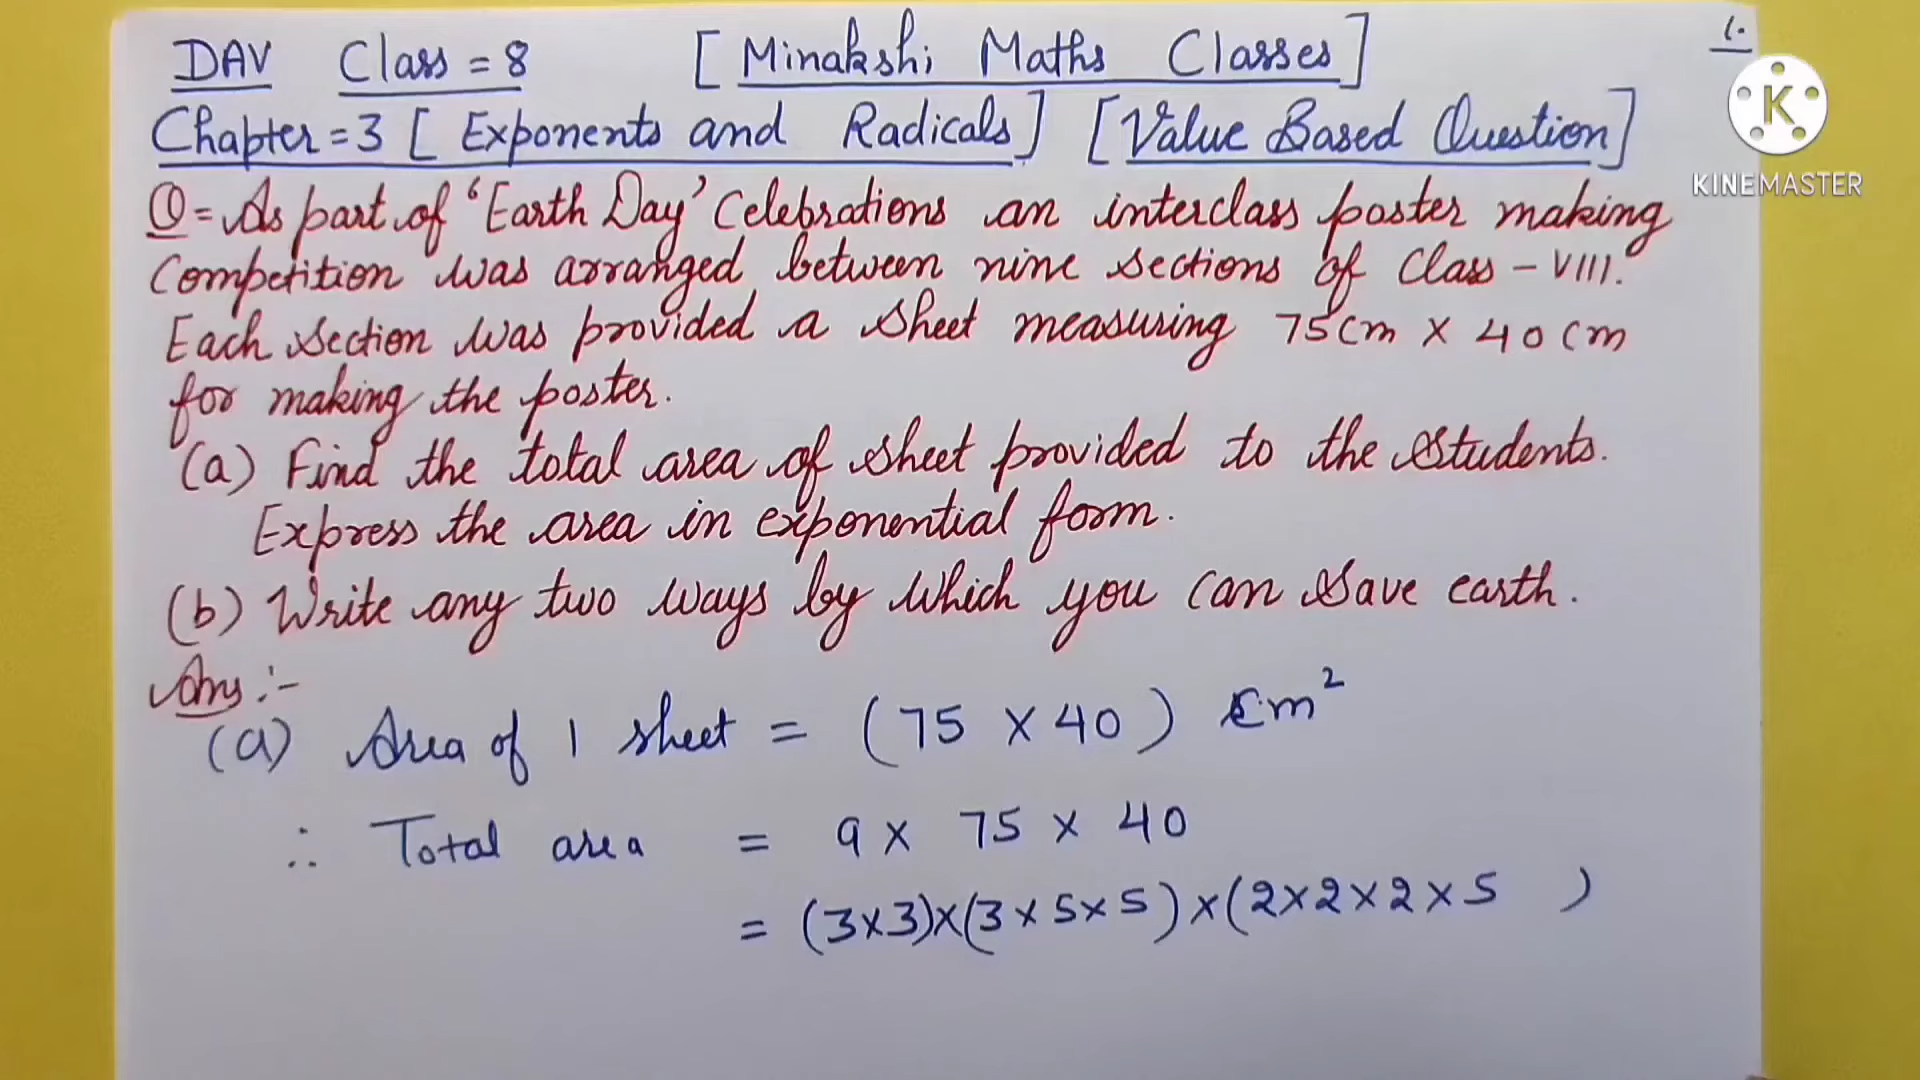 1.
DAV Class = 8 [Minakshi Maths Classes]
KINEMASTER
Chapter = 3 [Exponents and Radicals] [Value Based Question]
Q = As part of 'Earth Day' Celebrations an interclass poster making
Competition was arranged between nine sections of Class - VIII.
Each section was provided a sheet measuring 75cm x 40cm
for making the poster.
(a) Find the total area of sheet provided to the students.
Express the area in exponential form.
(b) Write any two ways by which you can save earth.
Ans :-
(a) Area of 1 sheet = (75 x 40) cm²
∴ Total area = 9 x 75 x 40
= (3x3)x(3x5x5)x(2x2x2x5 )